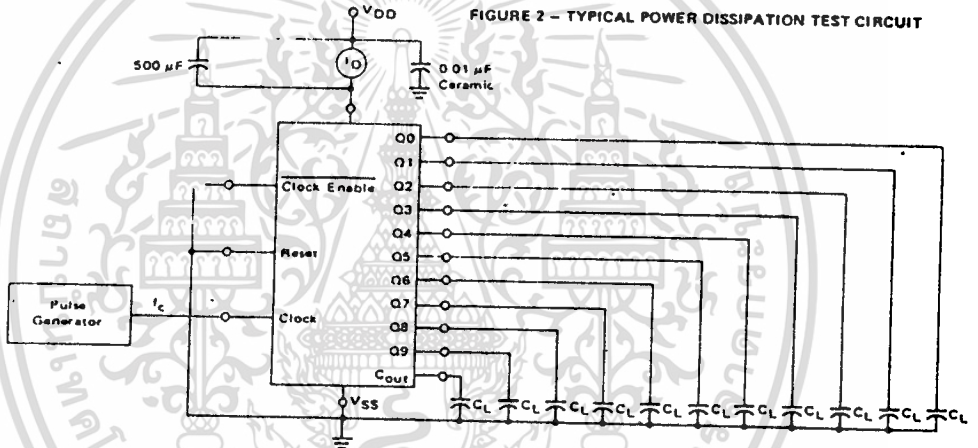 FIGURE 2 – TYPICAL POWER DISSIPATION TEST CIRCUIT
VDD
500 µF
ID
0.01 µF
Ceramic
Clock Enable
Reset
Clock
Pulse
Generator
fc
Q0
Q1
Q2
Q3
Q4
Q5
Q6
Q7
Q8
Q9
Cout
VSS
CL CL CL CL CL CL CL CL CL CL CL